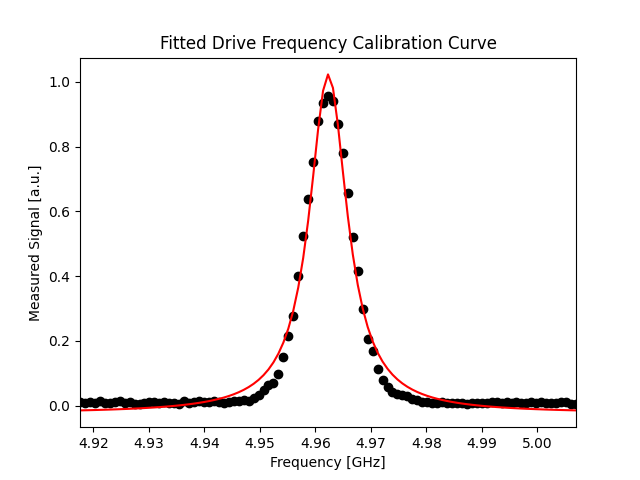 Fitted Drive Frequency Calibration Curve
Measured Signal [a.u.]
1.0
0.8
0.6
0.4
0.2
0.0
4.92 4.93 4.94 4.95 4.96 4.97 4.98 4.99 5.00
Frequency [GHz]